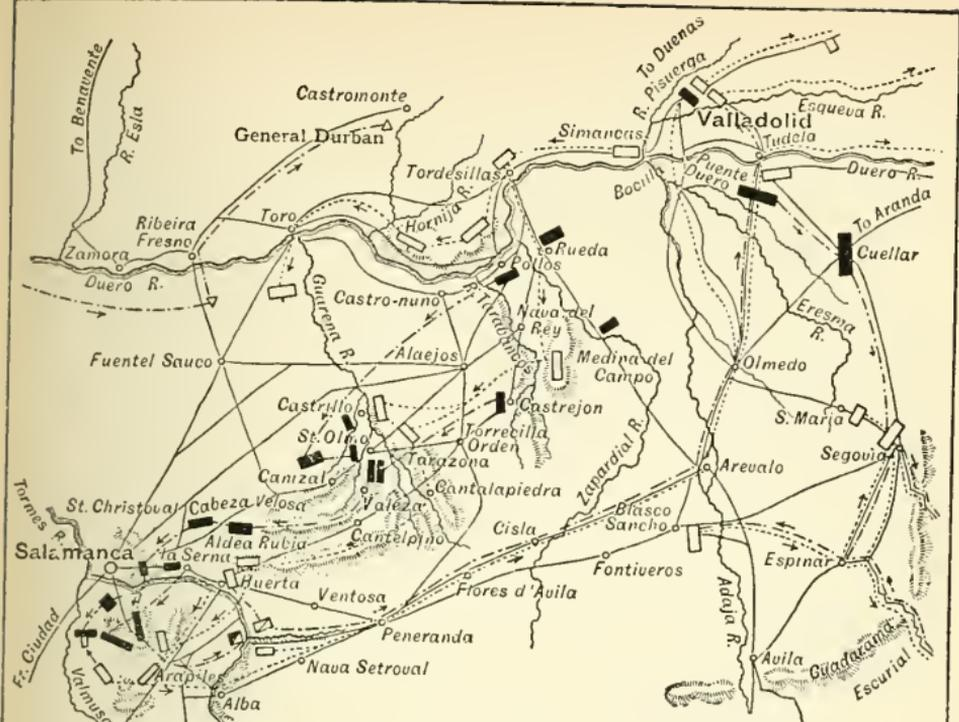 To Benavente
R. Esla
Castromonte
General Durban
To Duenas
R. Pisuerga
Esqueva R.
Valladolid
Simancas
Tudela
Duero R.
Puente
Duero
Tordesillas
Hornija R.
To Aranda
Cuellar
Ribeira
Fresno
Toro
Zamora
Duero R.
Rueda
Pollos
Castro-nuno
Guarena R.
R. Tarabancos
Nava del
Rey
Eresma
R.
Fuentel Sauco
Alaejos
Medina del
Campo
Olmedo
Castrillo
Castrejon
S. Maria
St. Olmo
Torrecilla
Orden
Segovia
Tarazona
Canizal
Cantalapiedra
Zapardial R.
Arevalo
Tormes R.
St. Christoval
Cabeza Velosa
Valeza
Aldea Rubia
Cantelpino
Cisla
Blasco
Sancho
Salamanca
la Serna
Huerta
Fontiveros
Espinar
Ventosa
Flores d'Avila
Adaja R.
Peneranda
Fr. Ciudad
Nava Setroval
Avila
Guadarama
Escurial
Valmusc
Arapiles
Alba